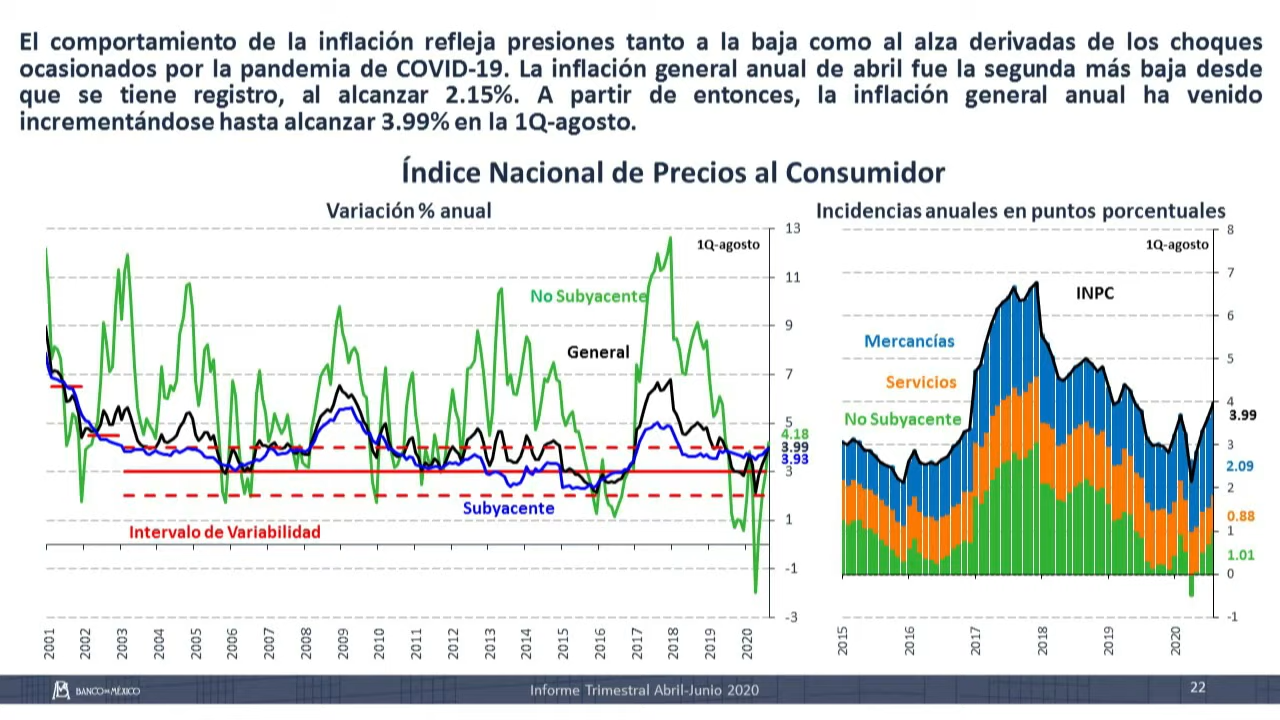 El comportamiento de la inflación refleja presiones tanto a la baja como al alza derivadas de los choques
ocasionados por la pandemia de COVID-19. La inflación general anual de abril fue la segunda más baja desde
que se tiene registro, al alcanzar 2.15%. A partir de entonces, la inflación general anual ha venido
incrementándose hasta alcanzar 3.99% en la 1Q-agosto.
Índice Nacional de Precios al Consumidor
Variación % anual
1Q-agosto
No Subyacente
General
Subyacente
Intervalo de Variabilidad
13
11
9
7
5
4.18
3.99
3.93
3
1
-1
-3
2001
2002
2003
2004
2005
2006
2007
2008
2009
2010
2011
2012
2013
2014
2015
2016
2017
2018
2019
2020
Incidencias anuales en puntos porcentuales
1Q-agosto
INPC
Mercancías
Servicios
No Subyacente
8
7
6
5
4
3.99
3
2.09
2
0.88
1
1.01
0
-1
2015
2016
2017
2018
2019
2020
BANCO DE MÉXICO
Informe Trimestral Abril-Junio 2020
22